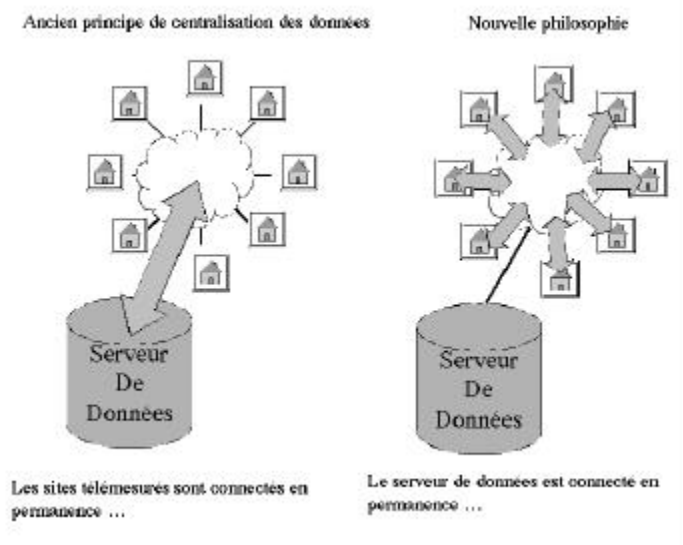 Ancien principe de centralisation des données
Nouvelle philosophie
Serveur
De
Données
Serveur
De
Données
Les sites télémesurés sont connectés en
permanence ...
Le serveur de données est connecté en
permanence ...